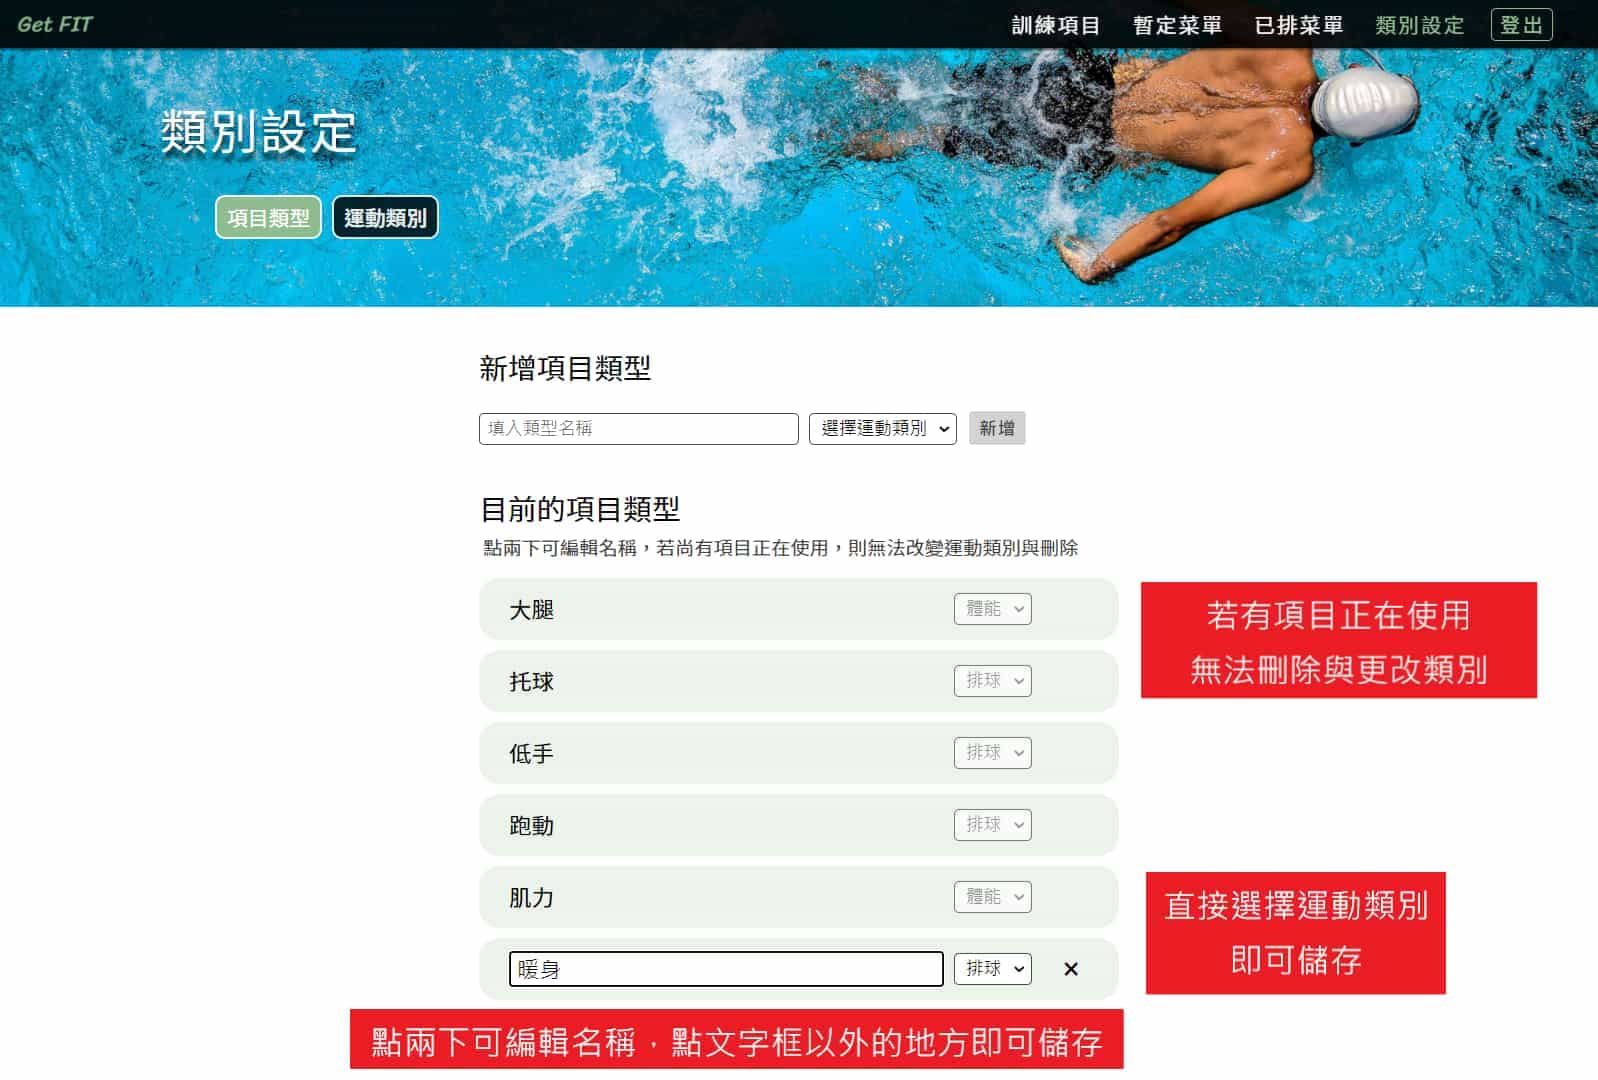 Get FIT
訓練項目
暫定菜單
已排菜單
類別設定
登出
類別設定
項目類型
運動類別
新增項目類型
填入類型名稱
選擇運動類別
新增
目前的項目類型
點兩下可編輯名稱，若尚有項目正在使用，則無法改變運動類別與刪除
大腿
體能
若有項目正在使用
無法刪除與更改類別
托球
排球
低手
排球
跑動
排球
肌力
體能
直接選擇運動類別
即可儲存
暖身
排球
×
點兩下可編輯名稱，點文字框以外的地方即可儲存